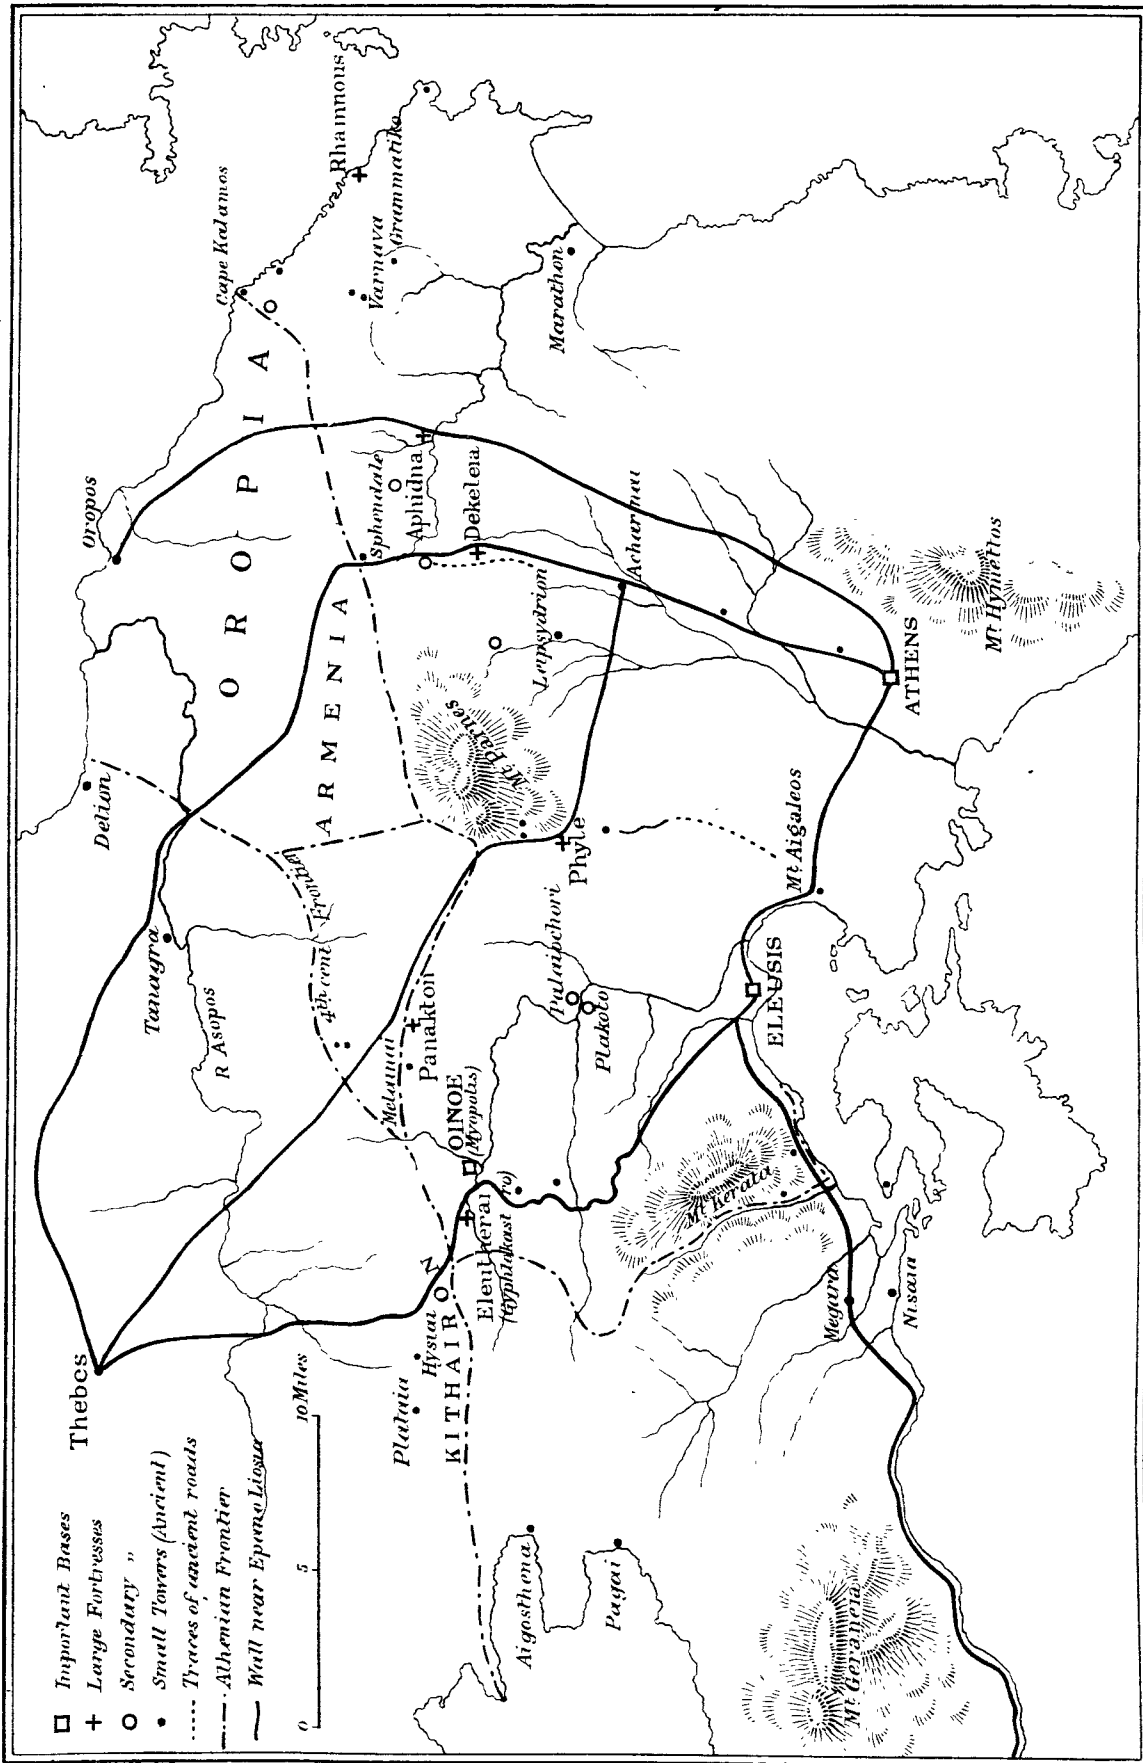 Important Bases
Large Fortresses
Secondary "
Small Towers (Ancient)
Traces of ancient roads
Athenian Frontier
Wall near Epano Liosia
0 5 10 Miles
Thebes
Tanagra
Delion
Oropos
Cape Kalamos
Rhamnous
R Asopos
OROPIA
ARMENIA
4th cent Frontier
Plataia
Hysiai
KITHAIRON
Melainai
Panakton
OINOE
(Myopolis)
Eleutherai
(Gyphtokastro)
Mt. Parnes
Sphendale
Aphidna
Dekeleia
Varnava
Grammatiko
Marathon
Aigosthena
Pagai
Palaiochori
Plakoto
Phyle
Leipsydrion
Acharnai
Mt. Kerata
ELEUSIS
Mt. Aigaleos
ATHENS
Mt. Hymettos
Megara
Nisaia
Mt. Geraneia